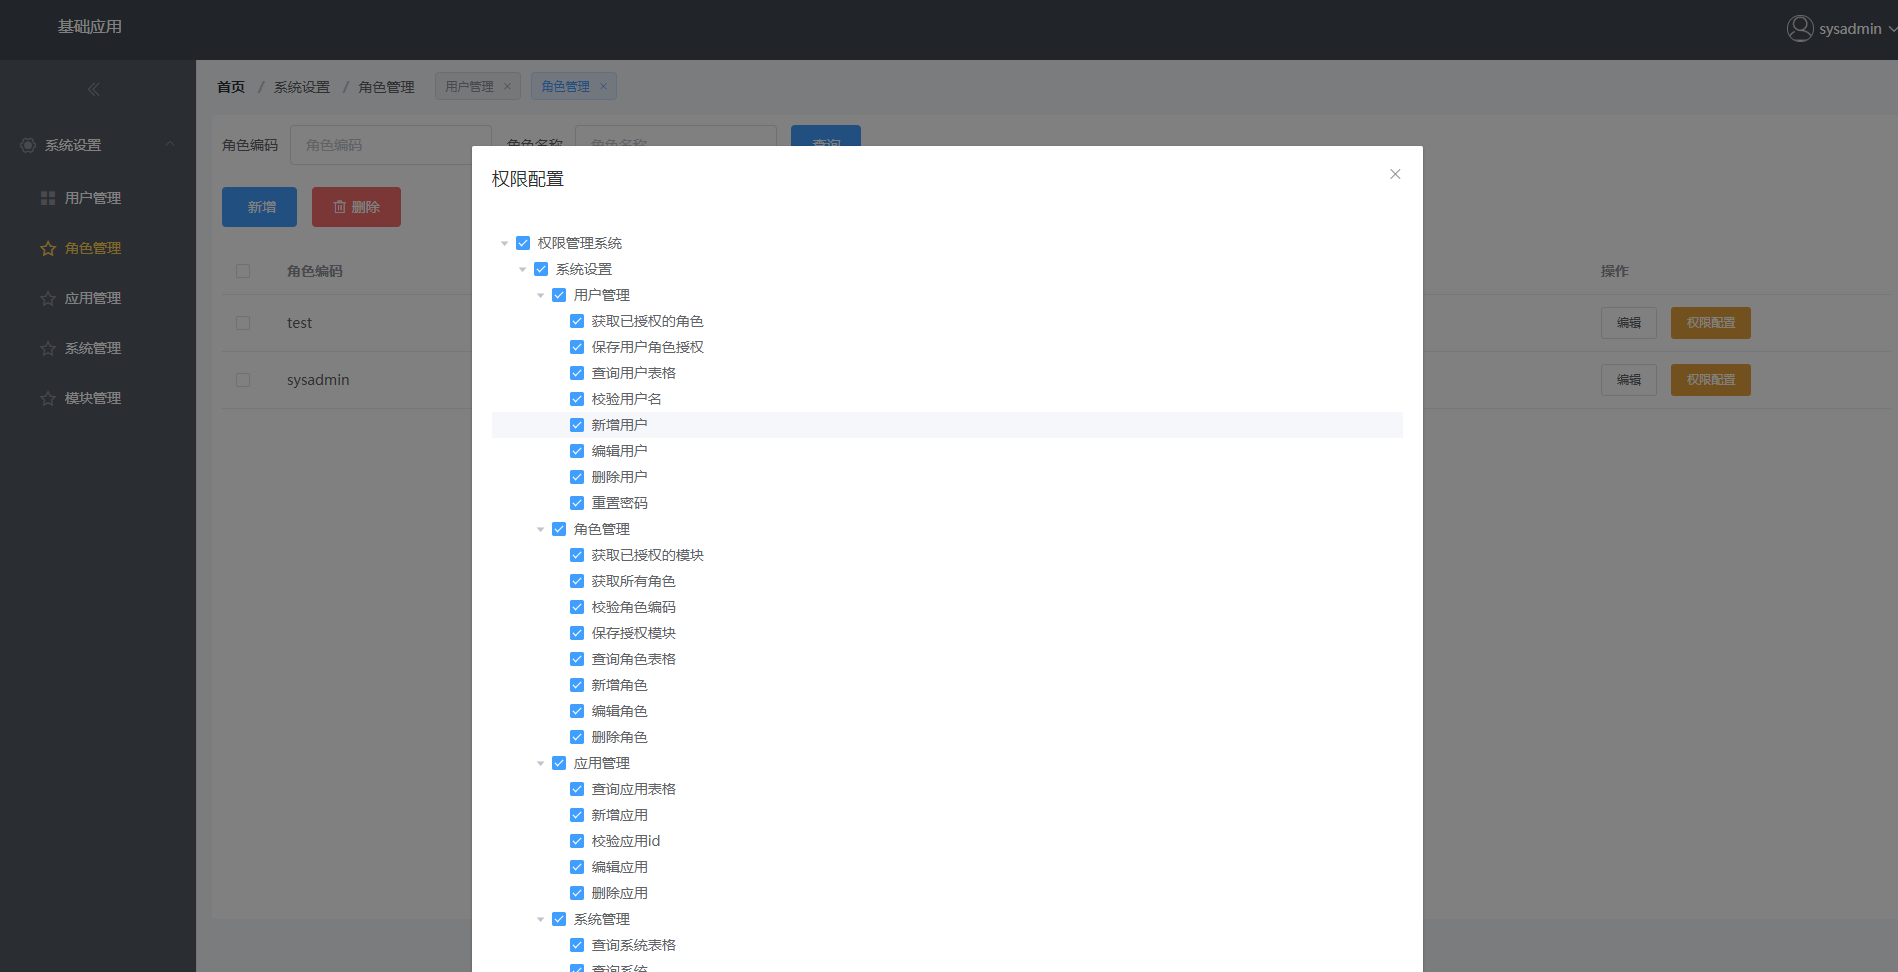 基础应用
sysadmin
首页 / 系统设置 / 角色管理 用户管理 × 角色管理 ×
系统设置
用户管理
角色管理
应用管理
系统管理
模块管理
角色编码 角色编码 角色名称 角色名称 查询
新增 删除
角色编码 操作
test 编辑 权限配置
sysadmin 编辑 权限配置
权限配置
权限管理系统
系统设置
用户管理
获取已授权的角色
保存用户角色授权
查询用户表格
校验用户名
新增用户
编辑用户
删除用户
重置密码
角色管理
获取已授权的模块
获取所有角色
校验角色编码
保存授权模块
查询角色表格
新增角色
编辑角色
删除角色
应用管理
查询应用表格
新增应用
校验应用id
编辑应用
删除应用
系统管理
查询系统表格
查询系统